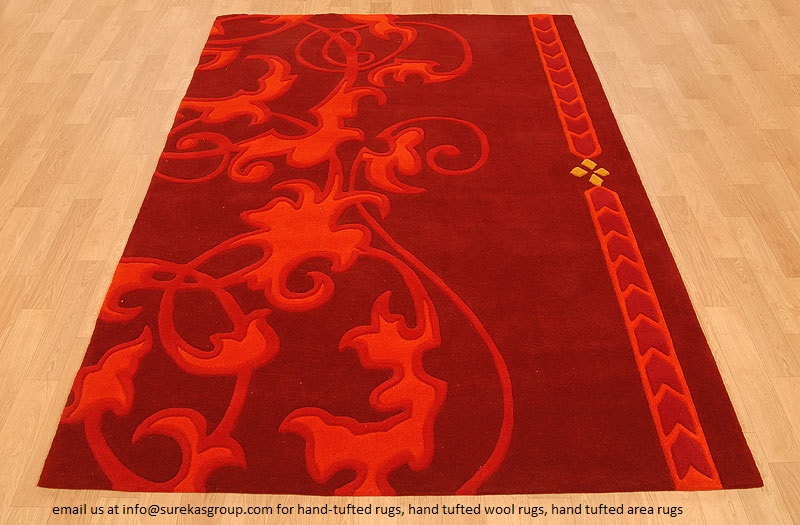 email us at info@surekasgroup.com for hand-tufted rugs, hand tufted wool rugs, hand tufted area rugs